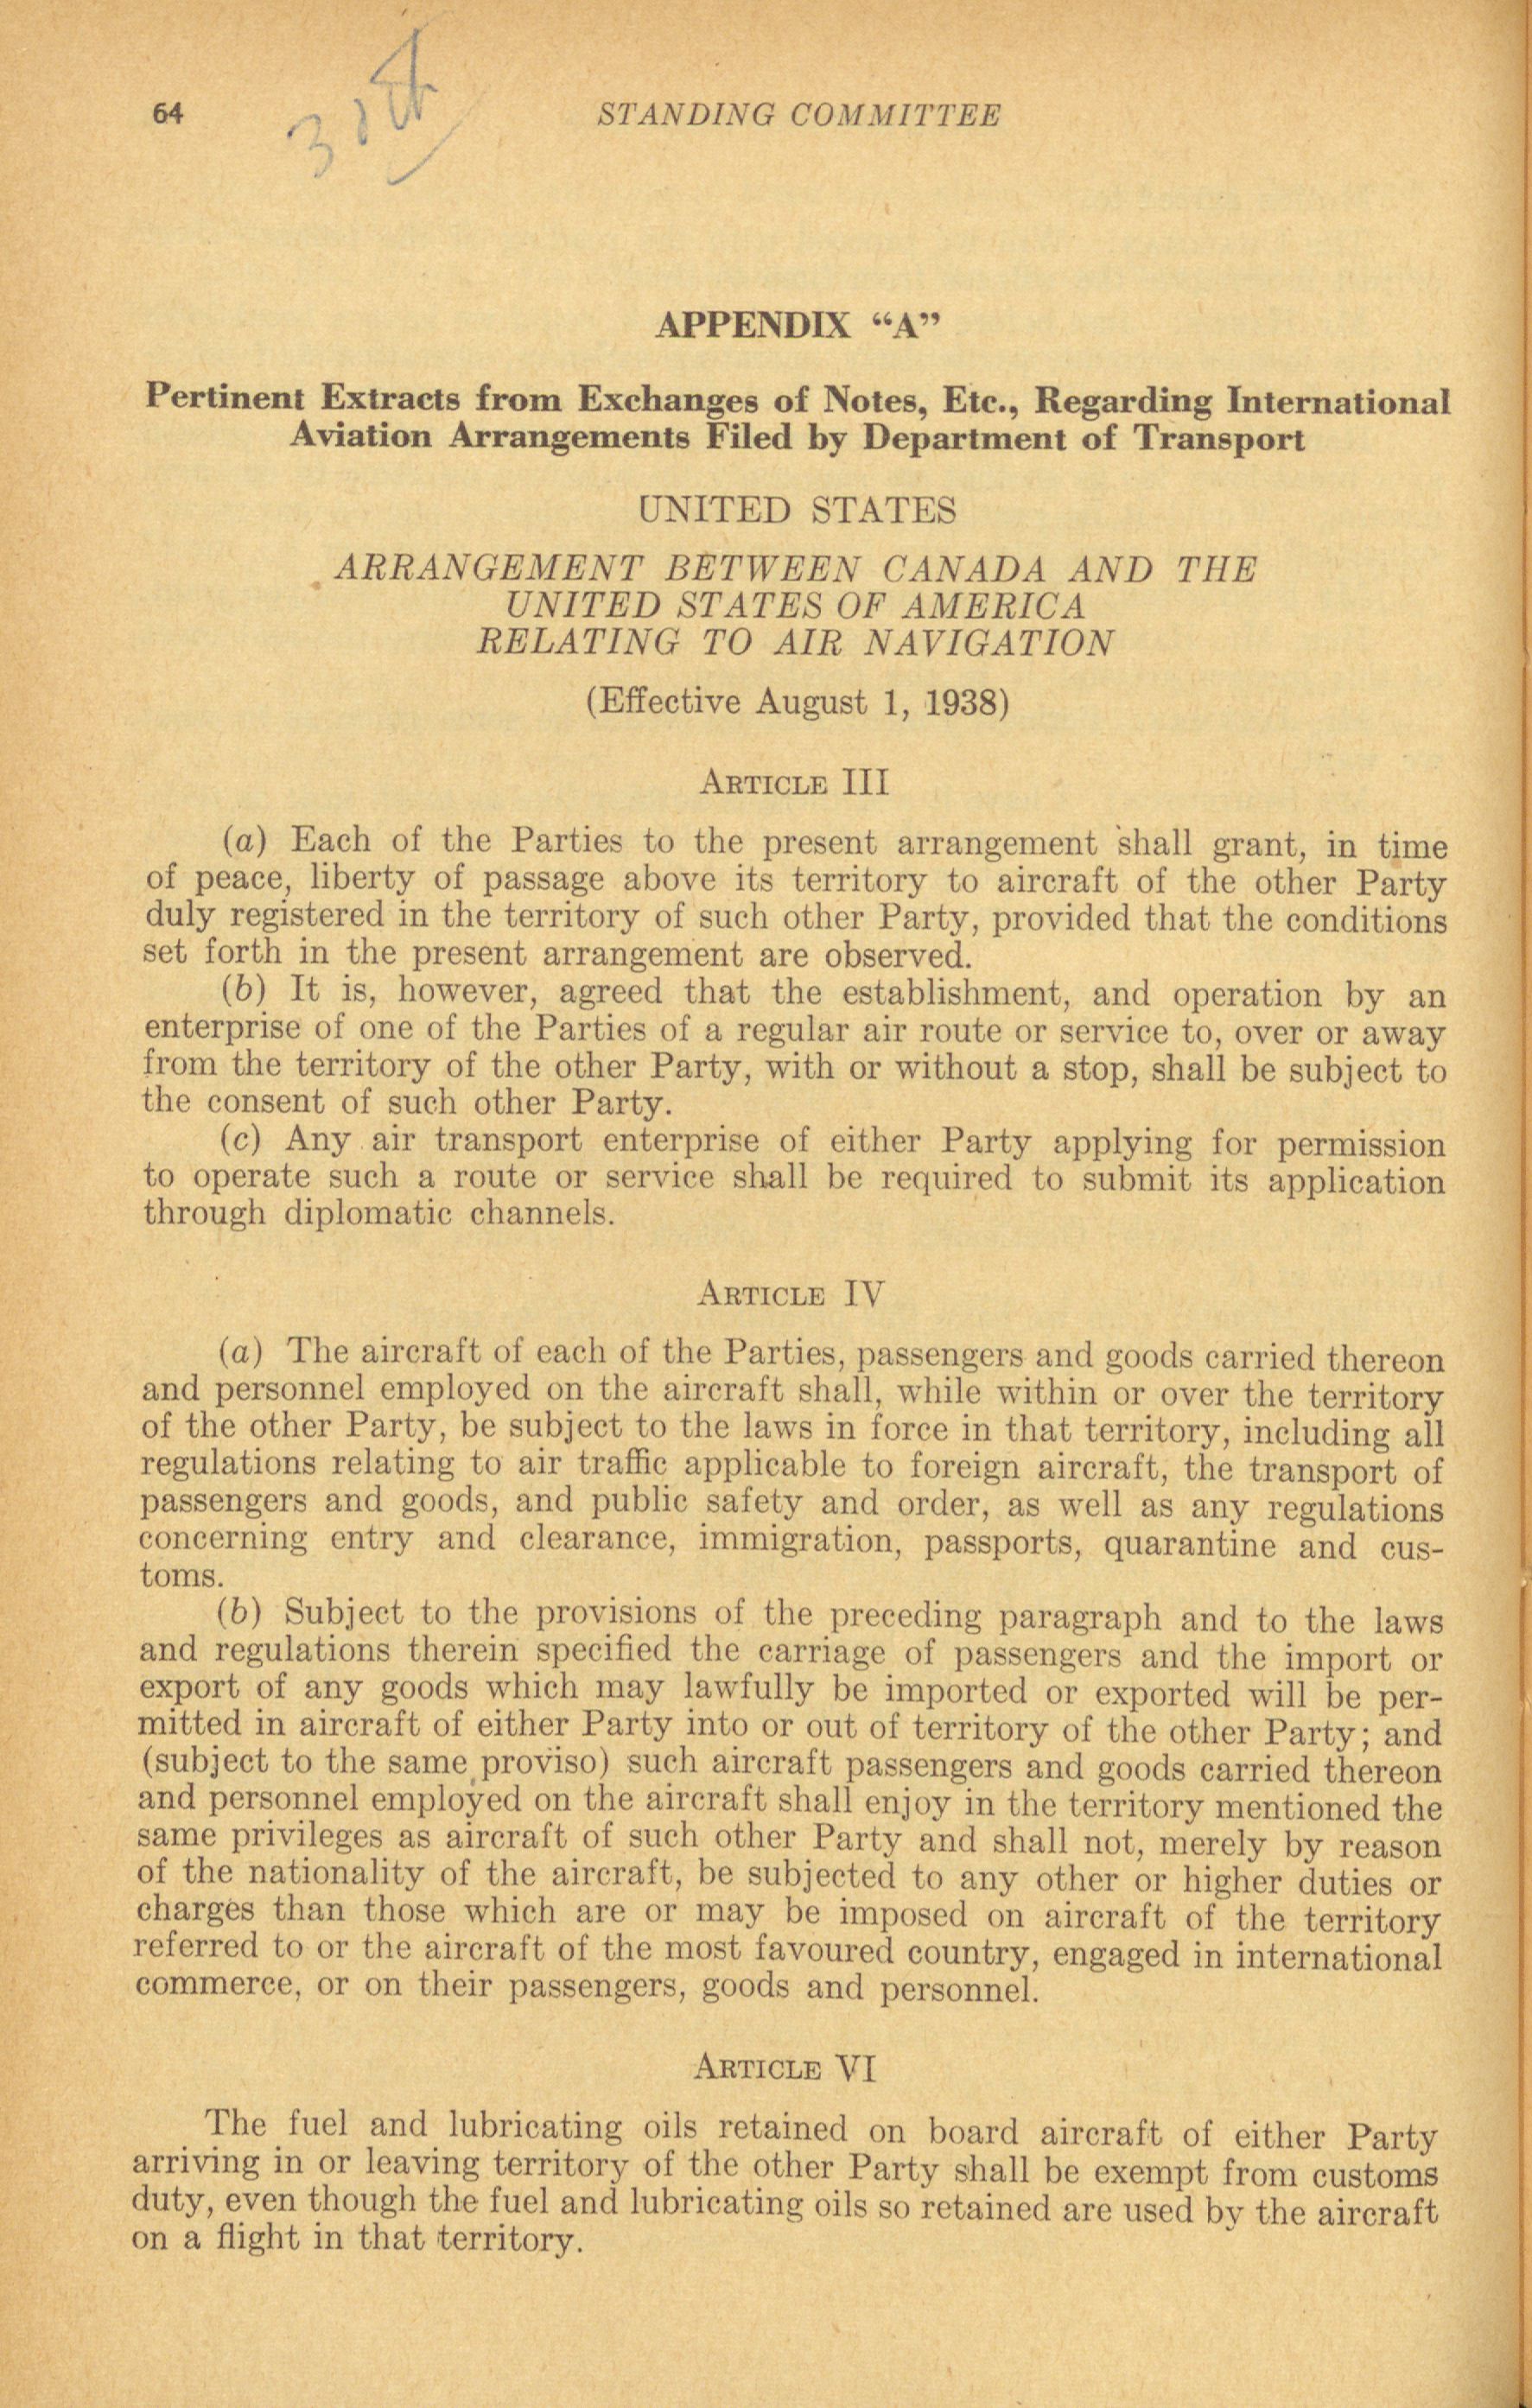 64
STANDING COMMITTEE
APPENDIX “A”
Pertinent Extracts from Exchanges of Notes, Etc., Regarding International
Aviation Arrangements Filed by Department of Transport
UNITED STATES
ARRANGEMENT BETWEEN CANADA AND THE
UNITED STATES OF AMERICA
RELATING TO AIR NAVIGATION
(Effective August 1, 1938)
ARTICLE III
(a) Each of the Parties to the present arrangement shall grant, in time
of peace, liberty of passage above its territory to aircraft of the other Party
duly registered in the territory of such other Party, provided that the conditions
set forth in the present arrangement are observed.
(b) It is, however, agreed that the establishment, and operation by an
enterprise of one of the Parties of a regular air route or service to, over or away
from the territory of the other Party, with or without a stop, shall be subject to
the consent of such other Party.
(c) Any air transport enterprise of either Party applying for permission
to operate such a route or service shall be required to submit its application
through diplomatic channels.
ARTICLE IV
(a) The aircraft of each of the Parties, passengers and goods carried thereon
and personnel employed on the aircraft shall, while within or over the territory
of the other Party, be subject to the laws in force in that territory, including all
regulations relating to air traffic applicable to foreign aircraft, the transport of
passengers and goods, and public safety and order, as well as any regulations
concerning entry and clearance, immigration, passports, quarantine and cus-
toms.
(b) Subject to the provisions of the preceding paragraph and to the laws
and regulations therein specified the carriage of passengers and the import or
export of any goods which may lawfully be imported or exported will be per-
mitted in aircraft of either Party into or out of territory of the other Party; and
(subject to the same proviso) such aircraft passengers and goods carried thereon
and personnel employed on the aircraft shall enjoy in the territory mentioned the
same privileges as aircraft of such other Party and shall not, merely by reason
of the nationality of the aircraft, be subjected to any other or higher duties or
charges than those which are or may be imposed on aircraft of the territory
referred to or the aircraft of the most favoured country, engaged in international
commerce, or on their passengers, goods and personnel.
ARTICLE VI
The fuel and lubricating oils retained on board aircraft of either Party
arriving in or leaving territory of the other Party shall be exempt from customs
duty, even though the fuel and lubricating oils so retained are used by the aircraft
on a flight in that territory.